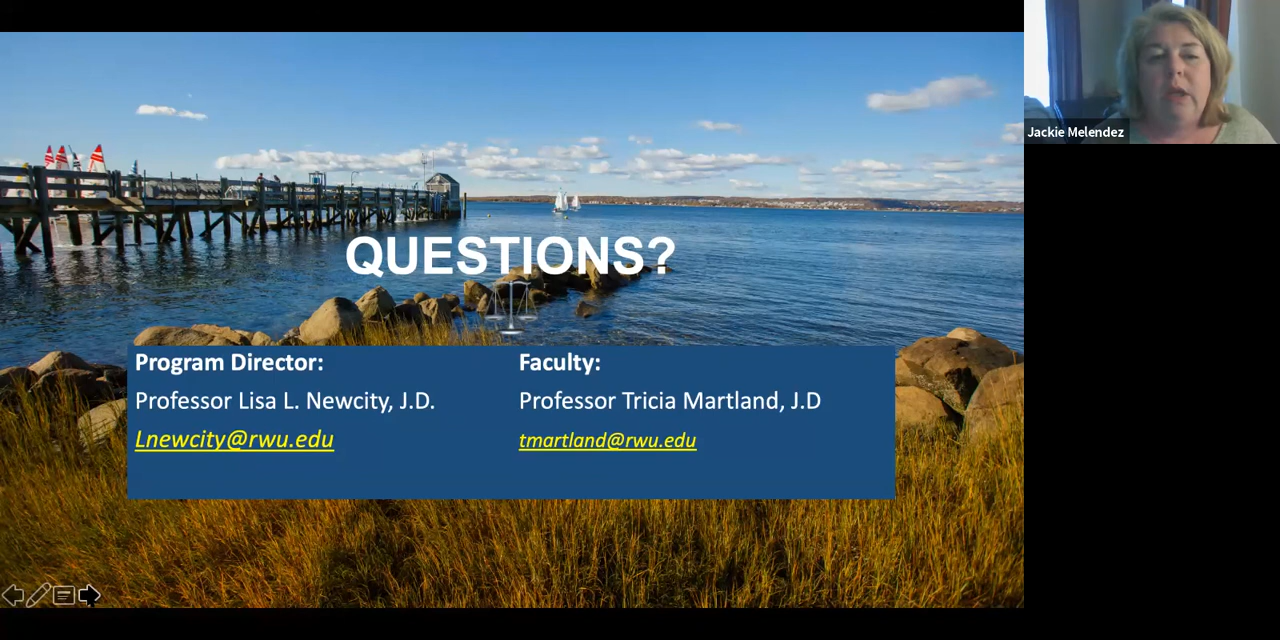 Jackie Melendez
QUESTIONS?
Program Director:
Professor Lisa L. Newcity, J.D.
Lnewcity@rwu.edu
Faculty:
Professor Tricia Martland, J.D
tmartland@rwu.edu